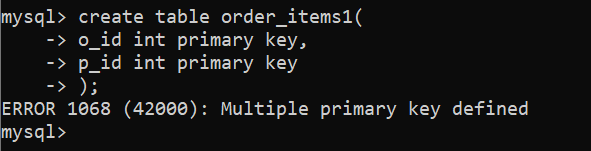 mysql> create table order_items1(
    -> o_id int primary key,
    -> p_id int primary key
    -> );
ERROR 1068 (42000): Multiple primary key defined
mysql>